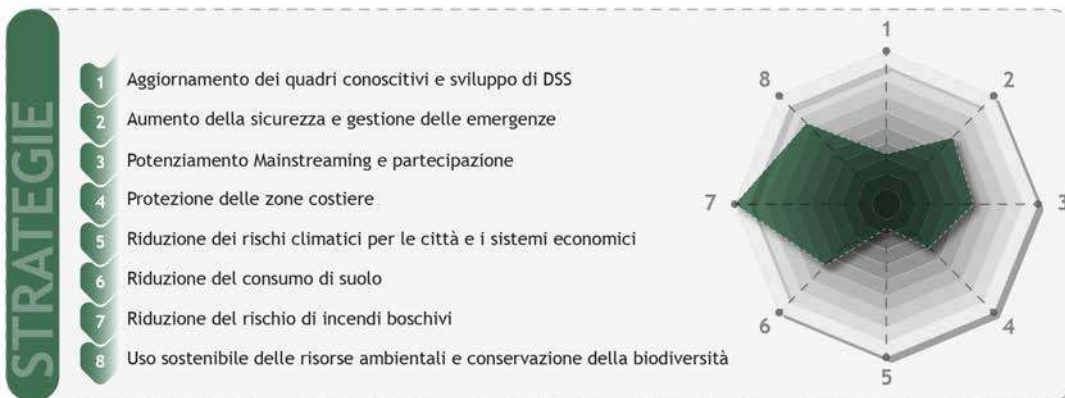 STRATEGIE
1 Aggiornamento dei quadri conoscitivi e sviluppo di DSS
2 Aumento della sicurezza e gestione delle emergenze
3 Potenziamento Mainstreaming e partecipazione
4 Protezione delle zone costiere
5 Riduzione dei rischi climatici per le città e i sistemi economici
6 Riduzione del consumo di suolo
7 Riduzione del rischio di incendi boschivi
8 Uso sostenibile delle risorse ambientali e conservazione della biodiversità
1
2
3
4
5
6
7
8